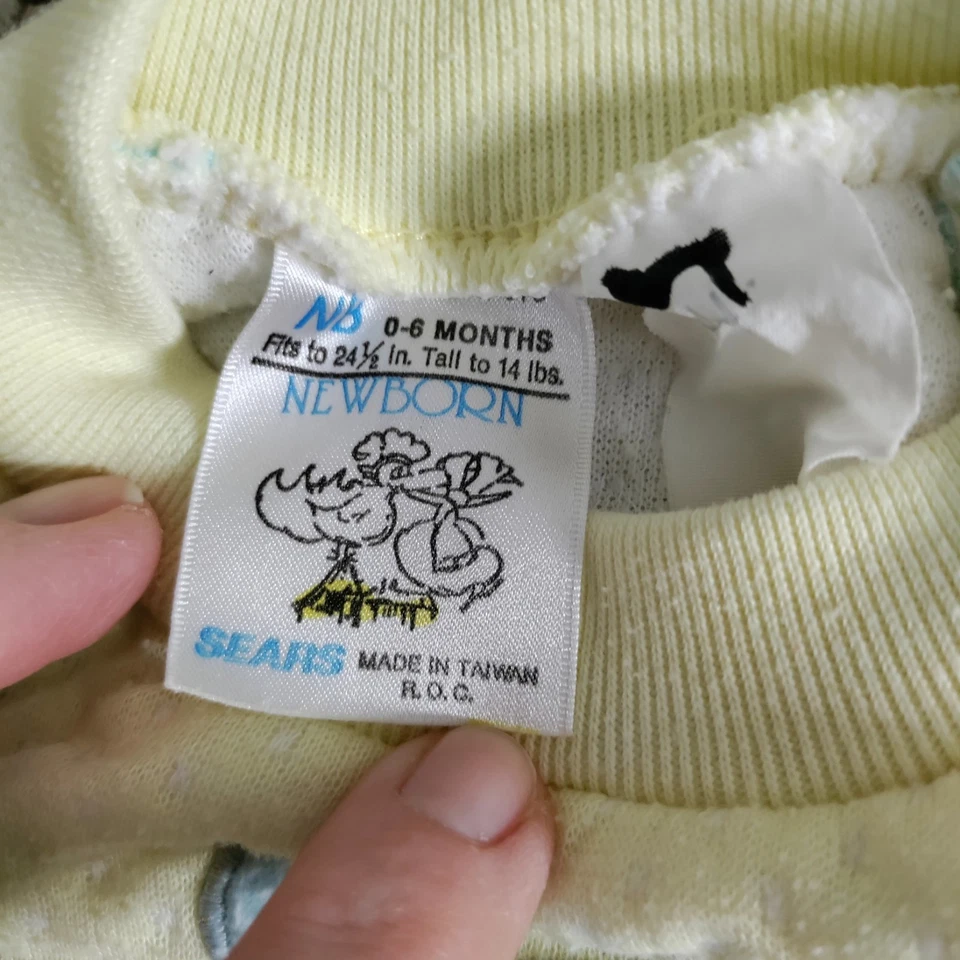 NB 0-6 MONTHS
Fits to 24½ in. Tall to 14 lbs.
NEWBORN
SEARS MADE IN TAIWAN
R.O.C.